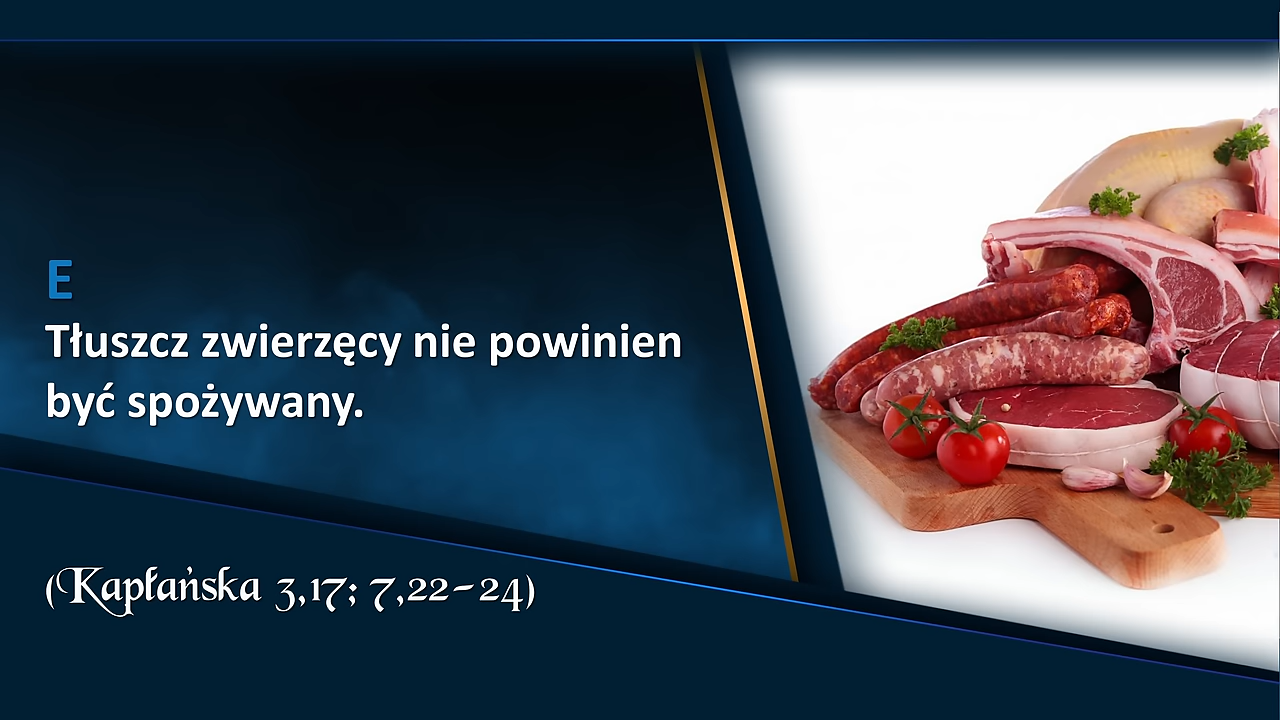 E
Tłuszcz zwierzęcy nie powinien
być spożywany.
(Kapłańska 3,17; 7,22-24)